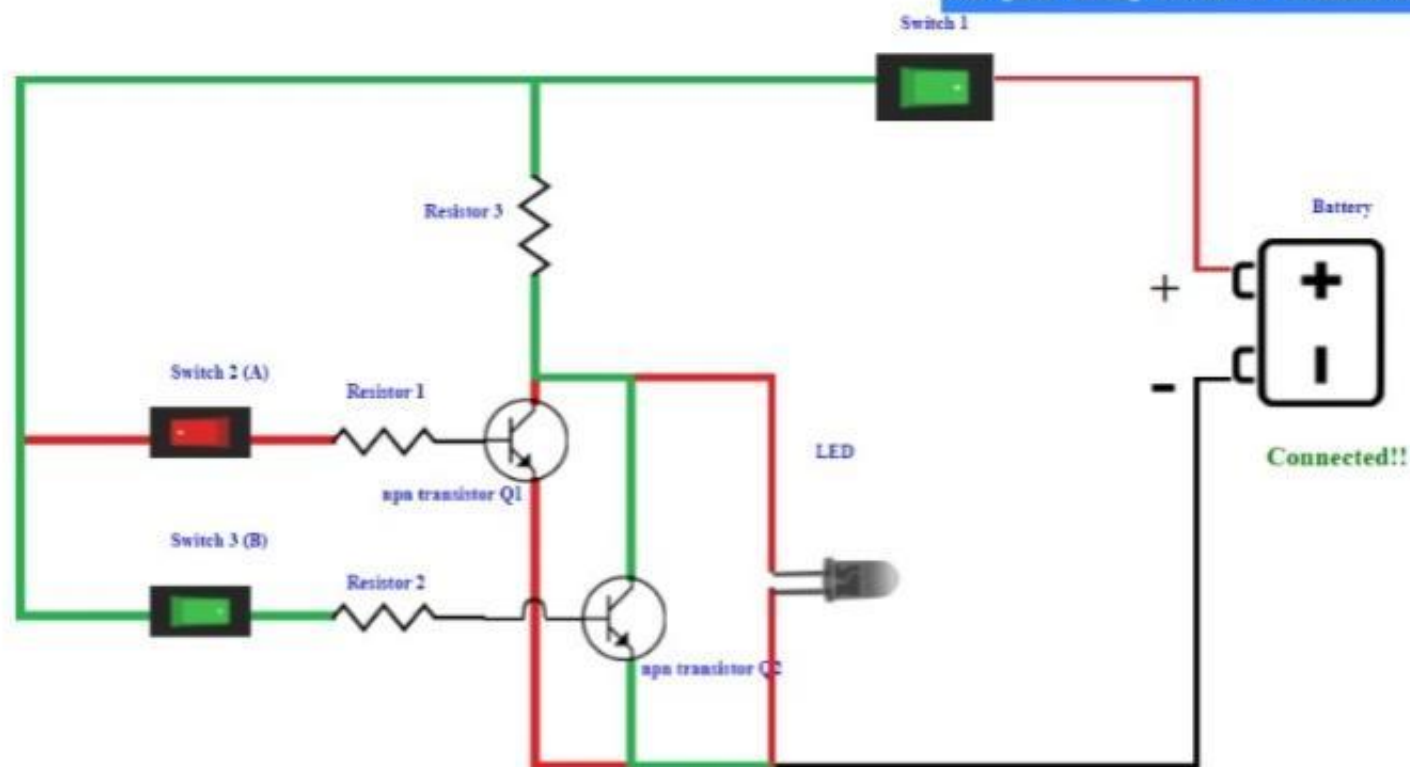 Switch 1
Resistor 3
Battery
+
-
Switch 2 (A)
Resistor 1
LED
Connected!!
npn transistor Q1
Switch 3 (B)
Resistor 2
npn transistor Q2